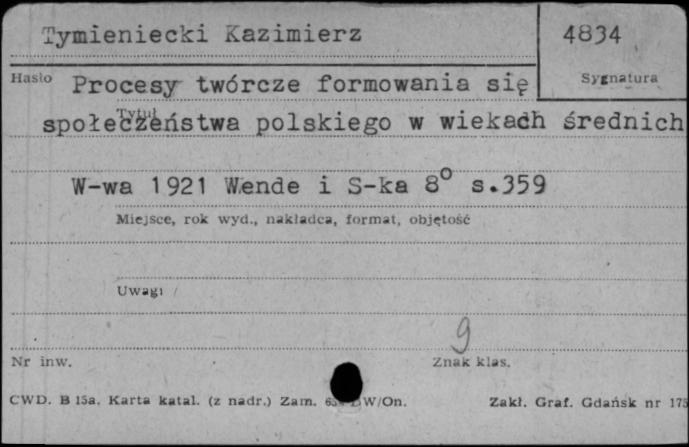 Tymieniecki Kazimierz 4834
Hasło Procesy twórcze formowania się Sygnatura
Tytuł
społeczeństwa polskiego w wiekach średnich
W-wa 1921 Wende i S-ka 8° s.359
Miejsce, rok wyd., nakładca, format, objętość
Uwagi
9
Nr inw. Znak klas.
CWD. B 15a. Karta katal. (z nadr.) Zam. W/On. Zakł. Graf. Gdańsk nr 175